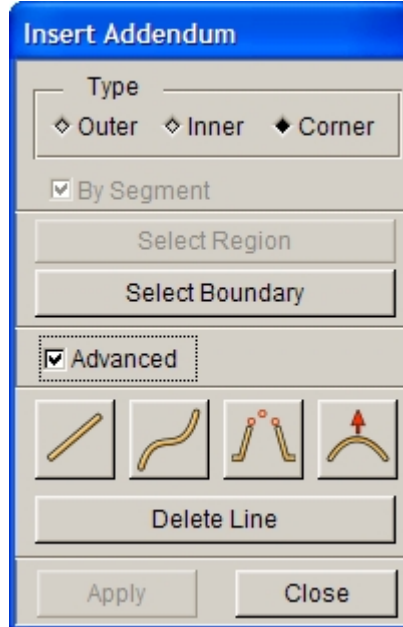 Insert Addendum
Type
Outer Inner Corner
By Segment
Select Region
Select Boundary
Advanced
Delete Line
Apply Close